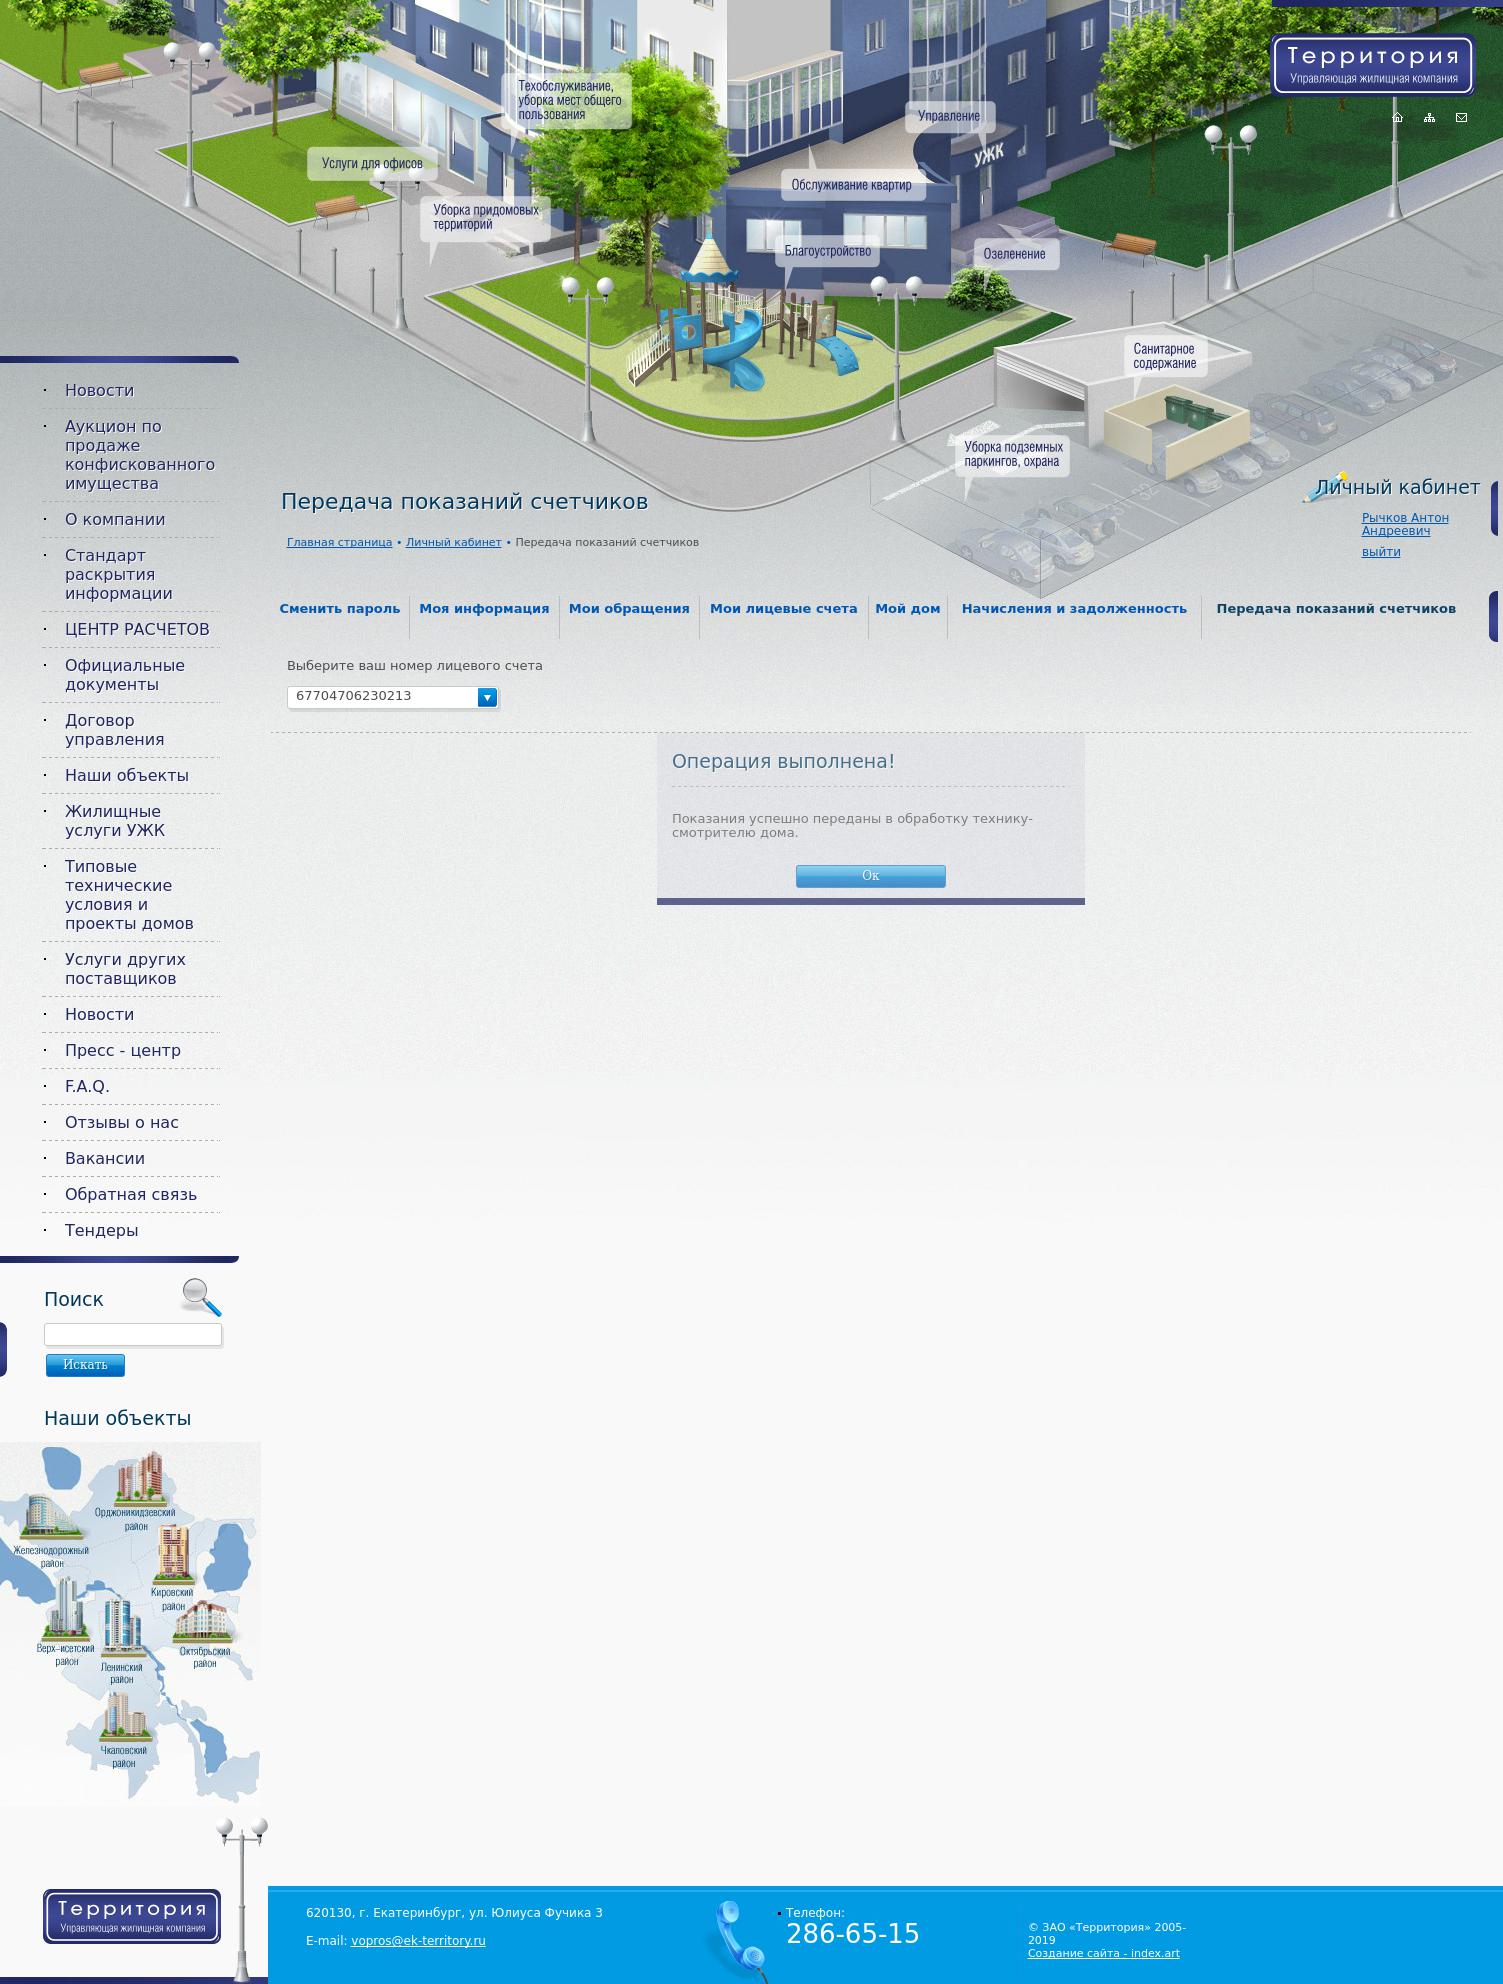 Территория
Управляющая жилищная компания
Техобслуживание,
уборка мест общего
пользования
Управление
УЖК
Услуги для офисов
Обслуживание квартир
Уборка придомовых
территорий
Благоустройство
Озеленение
Санитарное
содержание
Уборка подземных
паркингов, охрана
Новости
Аукцион по
продаже
конфискованного
имущества
О компании
Стандарт
раскрытия
информации
ЦЕНТР РАСЧЕТОВ
Официальные
документы
Договор
управления
Наши объекты
Жилищные
услуги УЖК
Типовые
технические
условия и
проекты домов
Услуги других
поставщиков
Новости
Пресс - центр
F.A.Q.
Отзывы о нас
Вакансии
Обратная связь
Тендеры
Поиск
Искать
Наши объекты
Орджоникидзевский
район
Железнодорожный
район
Кировский
район
Верх-исетский
район
Октябрьский
район
Ленинский
район
Чкаловский
район
Передача показаний счетчиков
Личный кабинет
Рычков Антон
Андреевич
выйти
Главная страница • Личный кабинет • Передача показаний счетчиков
Сменить пароль Моя информация Мои обращения Мои лицевые счета Мой дом Начисления и задолженность Передача показаний счетчиков
Выберите ваш номер лицевого счета
67704706230213
Операция выполнена!
Показания успешно переданы в обработку технику-
смотрителю дома.
Ок
Территория
Управляющая жилищная компания
620130, г. Екатеринбург, ул. Юлиуса Фучика 3
E-mail: vopros@ek-territory.ru
Телефон:
286-65-15
© ЗАО «Территория» 2005-
2019
Создание сайта - index.art